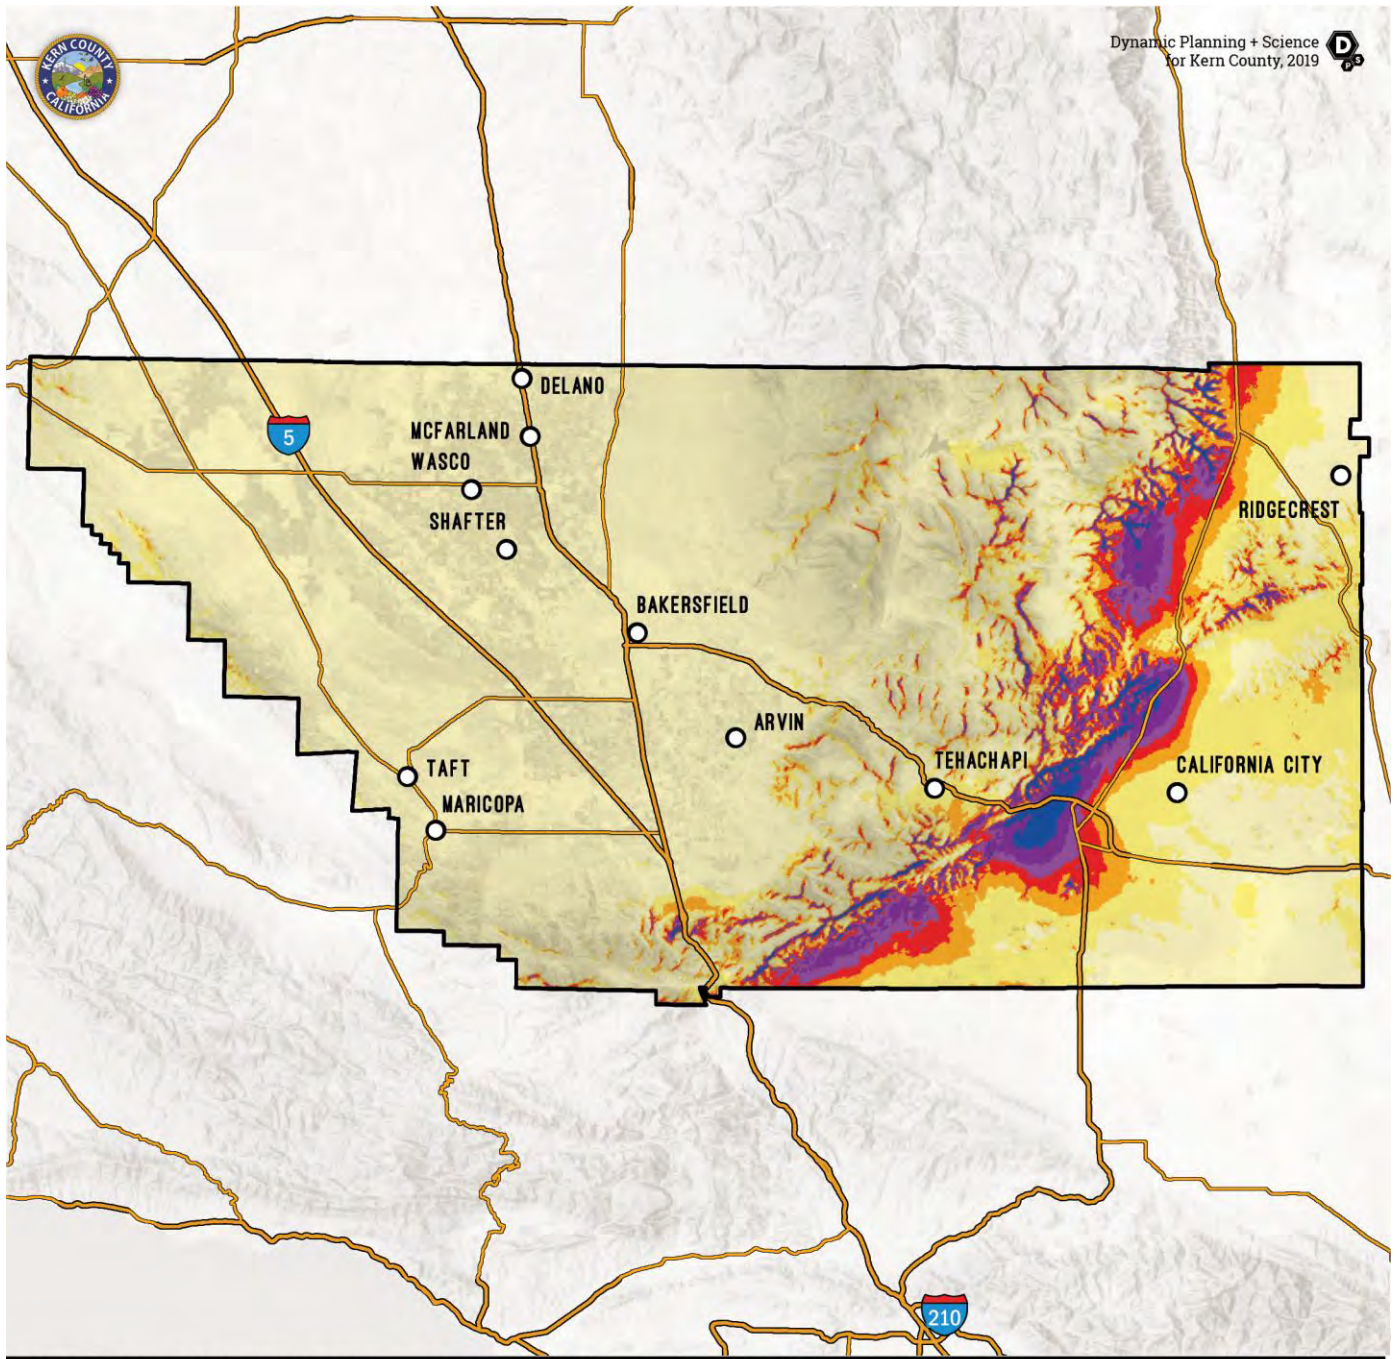 KERN COUNTY
CALIFORNIA
Dynamic Planning + Science
for Kern County, 2019
D
P
S
DELANO
5
MCFARLAND
WASCO
SHAFTER
RIDGECREST
BAKERSFIELD
ARVIN
TEHACHAPI
TAFT
CALIFORNIA CITY
MARICOPA
210